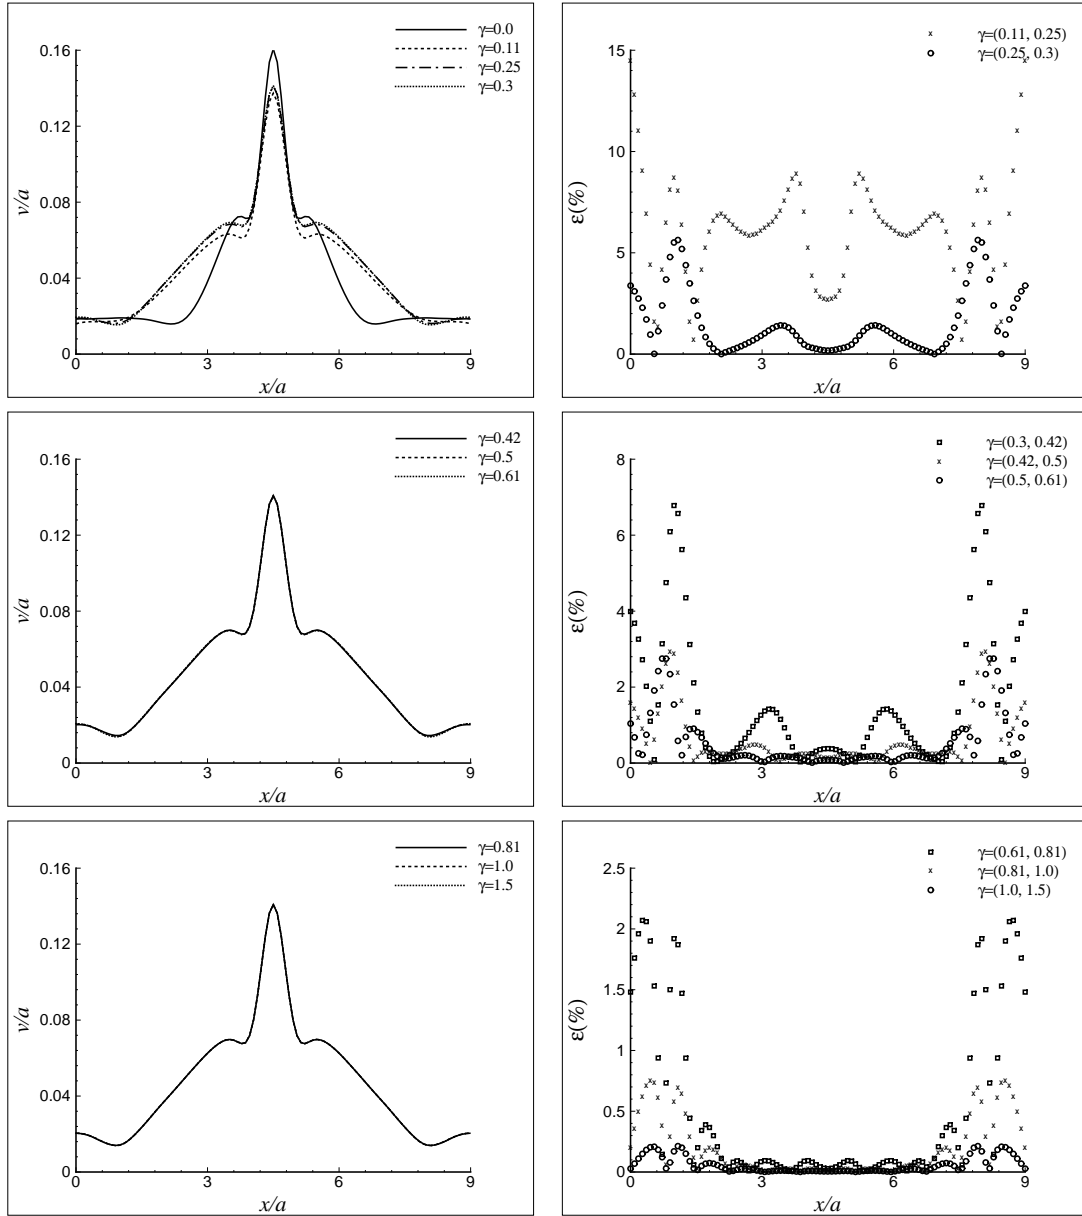 γ=0.0
γ=0.11
γ=0.25
γ=0.3
0.16
0.12
0.08
0.04
0
v/a
0 3 6 9
x/a
γ=(0.11, 0.25)
γ=(0.25, 0.3)
15
10
5
0
ε(%)
0 3 6 9
x/a
γ=0.42
γ=0.5
γ=0.61
0.16
0.12
0.08
0.04
0
v/a
0 3 6 9
x/a
γ=(0.3, 0.42)
γ=(0.42, 0.5)
γ=(0.5, 0.61)
8
6
4
2
0
ε(%)
0 3 6 9
x/a
γ=0.81
γ=1.0
γ=1.5
0.16
0.12
0.08
0.04
0
v/a
0 3 6 9
x/a
γ=(0.61, 0.81)
γ=(0.81, 1.0)
γ=(1.0, 1.5)
2.5
2
1.5
1
0.5
0
ε(%)
0 3 6 9
x/a